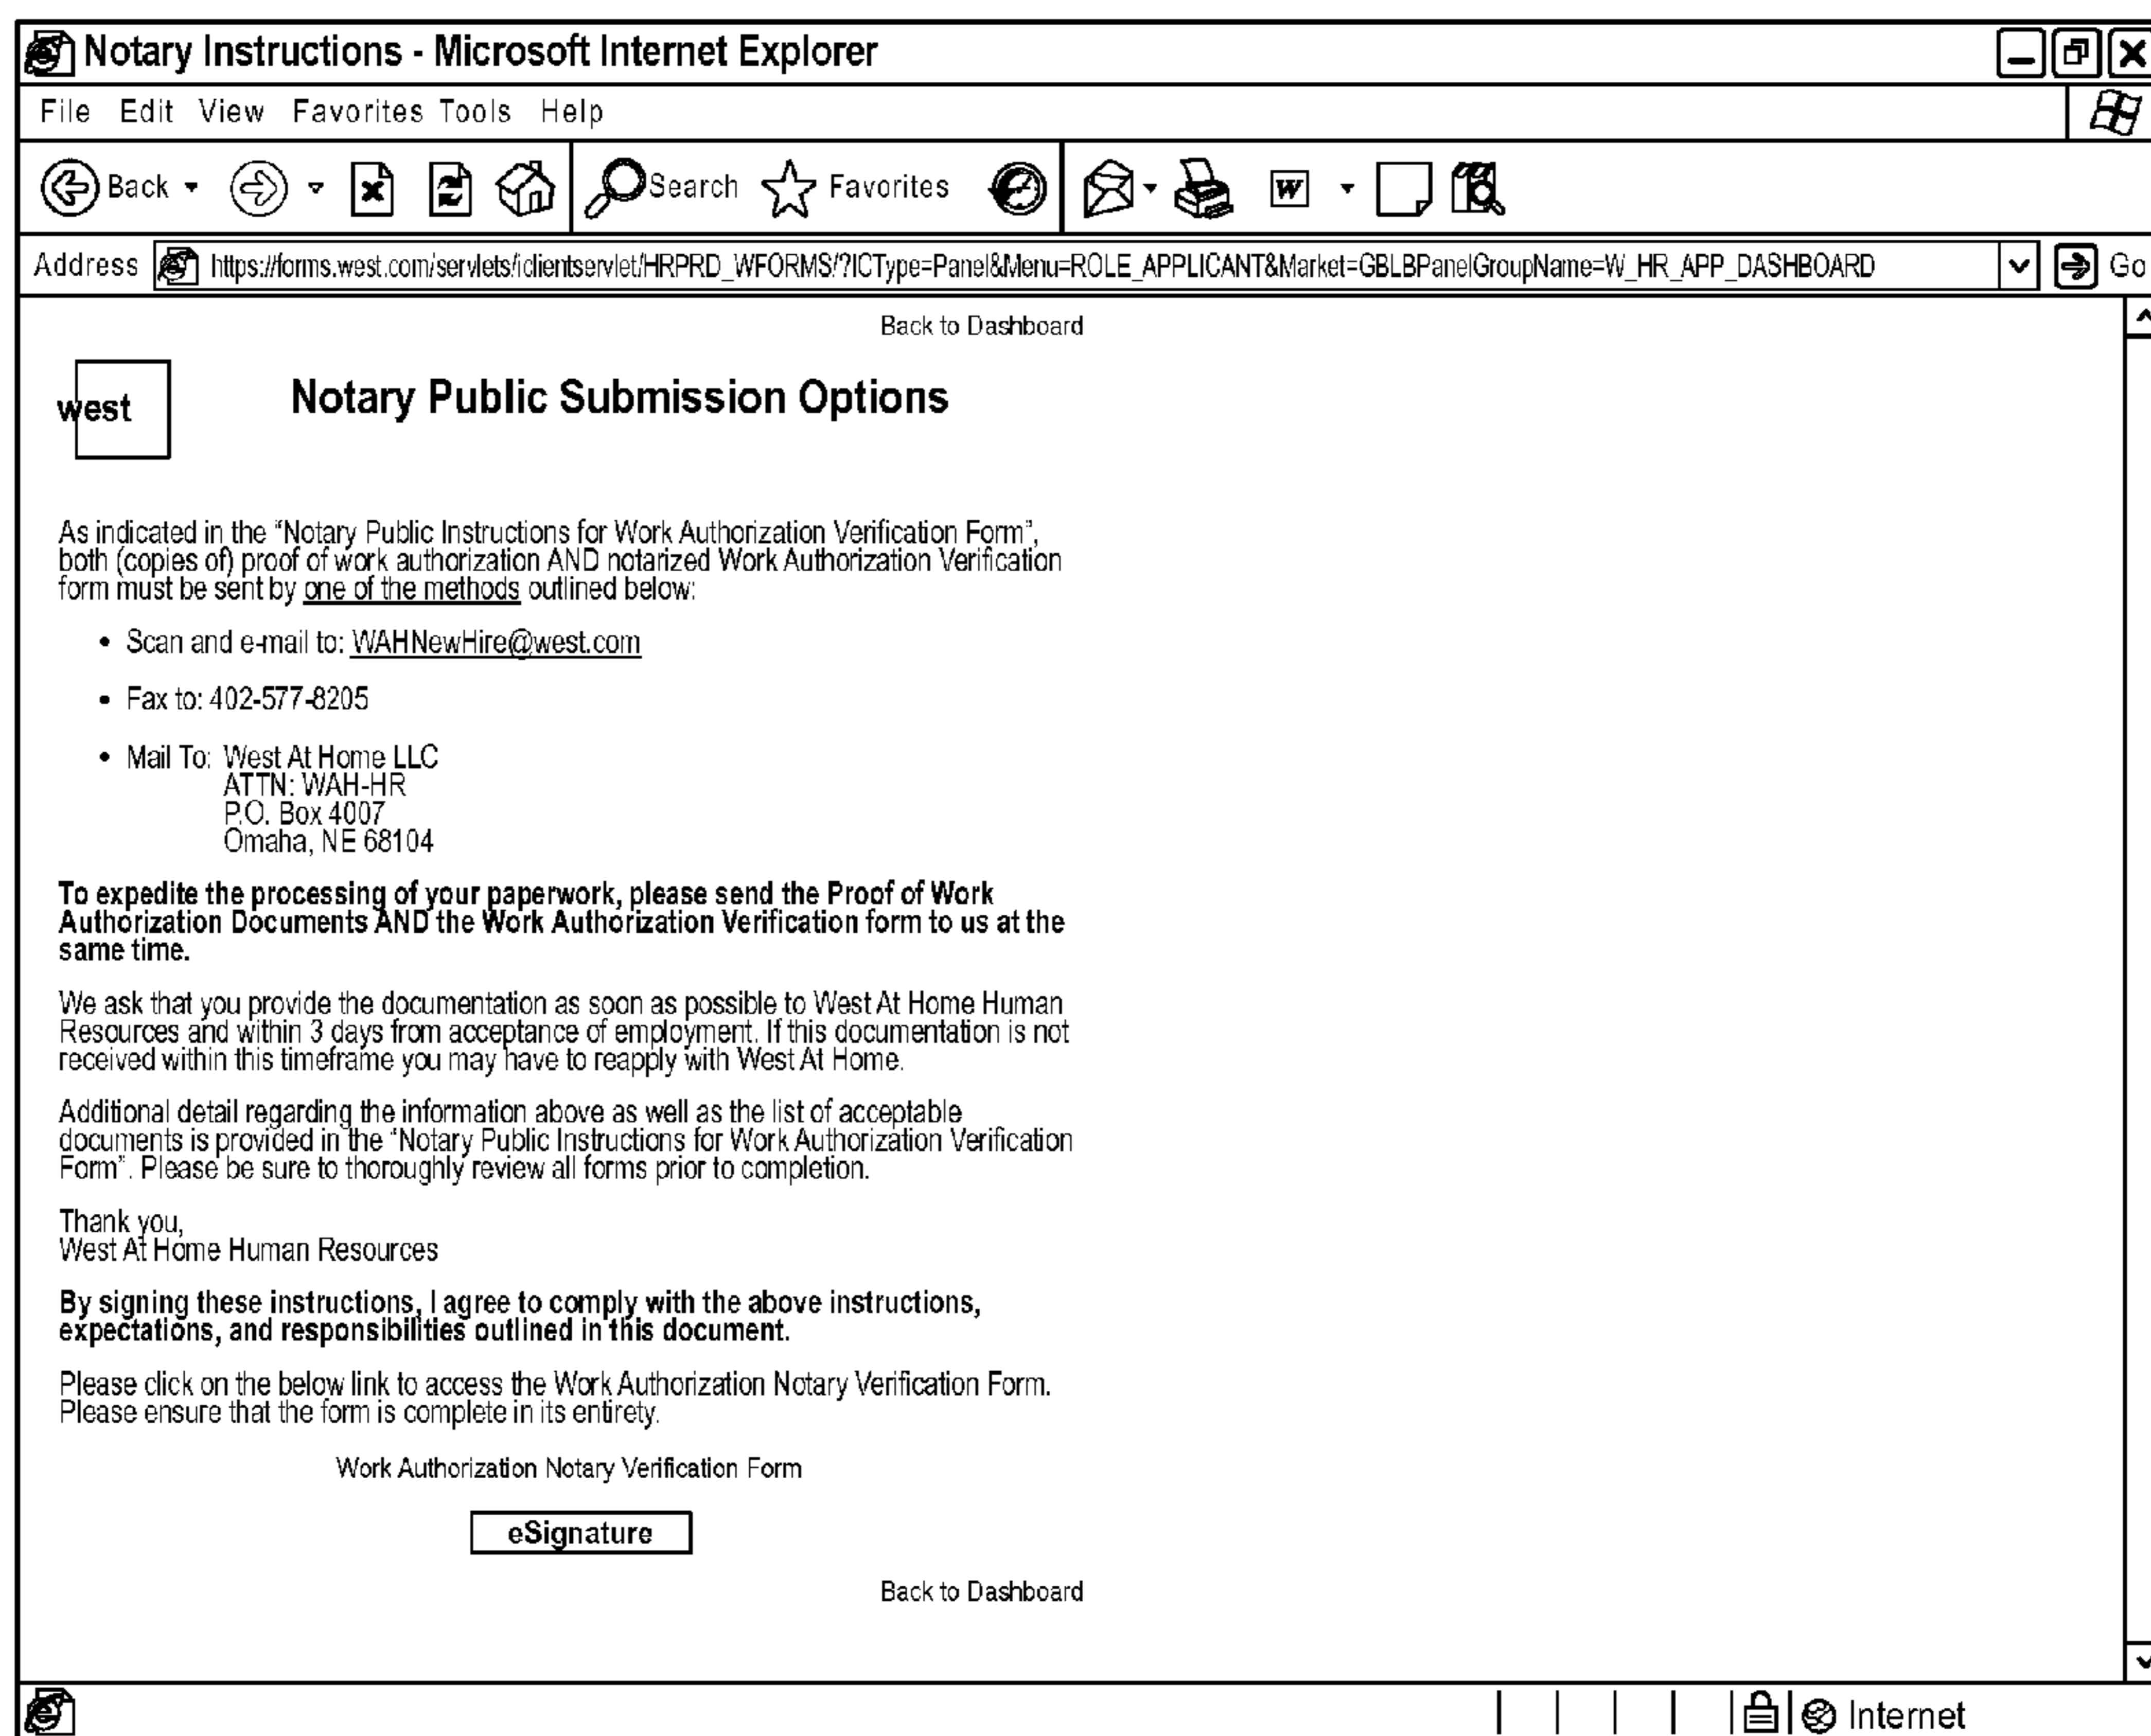 Notary Instructions - Microsoft Internet Explorer
File Edit View Favorites Tools Help
Back Search Favorites W
Address https://forms.west.com/servlets/iclientservlet/HRPRD_WFORMS/?ICType=Panel&Menu=ROLE_APPLICANT&Market=GBLBPanelGroupName=W_HR_APP_DASHBOARD Go
Back to Dashboard
west
Notary Public Submission Options
As indicated in the “Notary Public Instructions for Work Authorization Verification Form”,
both (copies of) proof of work authorization AND notarized Work Authorization Verification
form must be sent by one of the methods outlined below:
• Scan and e-mail to: WAHNewHire@west.com
• Fax to: 402-577-8205
• Mail To: West At Home LLC
ATTN: WAH-HR
P.O. Box 4007
Omaha, NE 68104
To expedite the processing of your paperwork, please send the Proof of Work
Authorization Documents AND the Work Authorization Verification form to us at the
same time.
We ask that you provide the documentation as soon as possible to West At Home Human
Resources and within 3 days from acceptance of employment. If this documentation is not
received within this timeframe you may have to reapply with West At Home.
Additional detail regarding the information above as well as the list of acceptable
documents is provided in the “Notary Public Instructions for Work Authorization Verification
Form”. Please be sure to thoroughly review all forms prior to completion.
Thank you,
West At Home Human Resources
By signing these instructions, I agree to comply with the above instructions,
expectations, and responsibilities outlined in this document.
Please click on the below link to access the Work Authorization Notary Verification Form.
Please ensure that the form is complete in its entirety.
Work Authorization Notary Verification Form
eSignature
Back to Dashboard
Internet